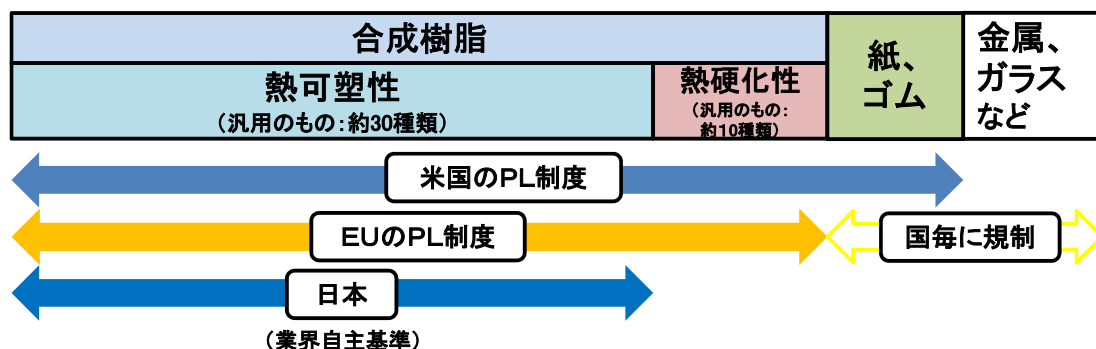 合成樹脂
熱可塑性
（汎用のもの：約30種類）
熱硬化性
（汎用のもの：
約10種類）
紙、
ゴム
金属、
ガラス
など
米国のPL制度
EUのPL制度
国毎に規制
日本
（業界自主基準）